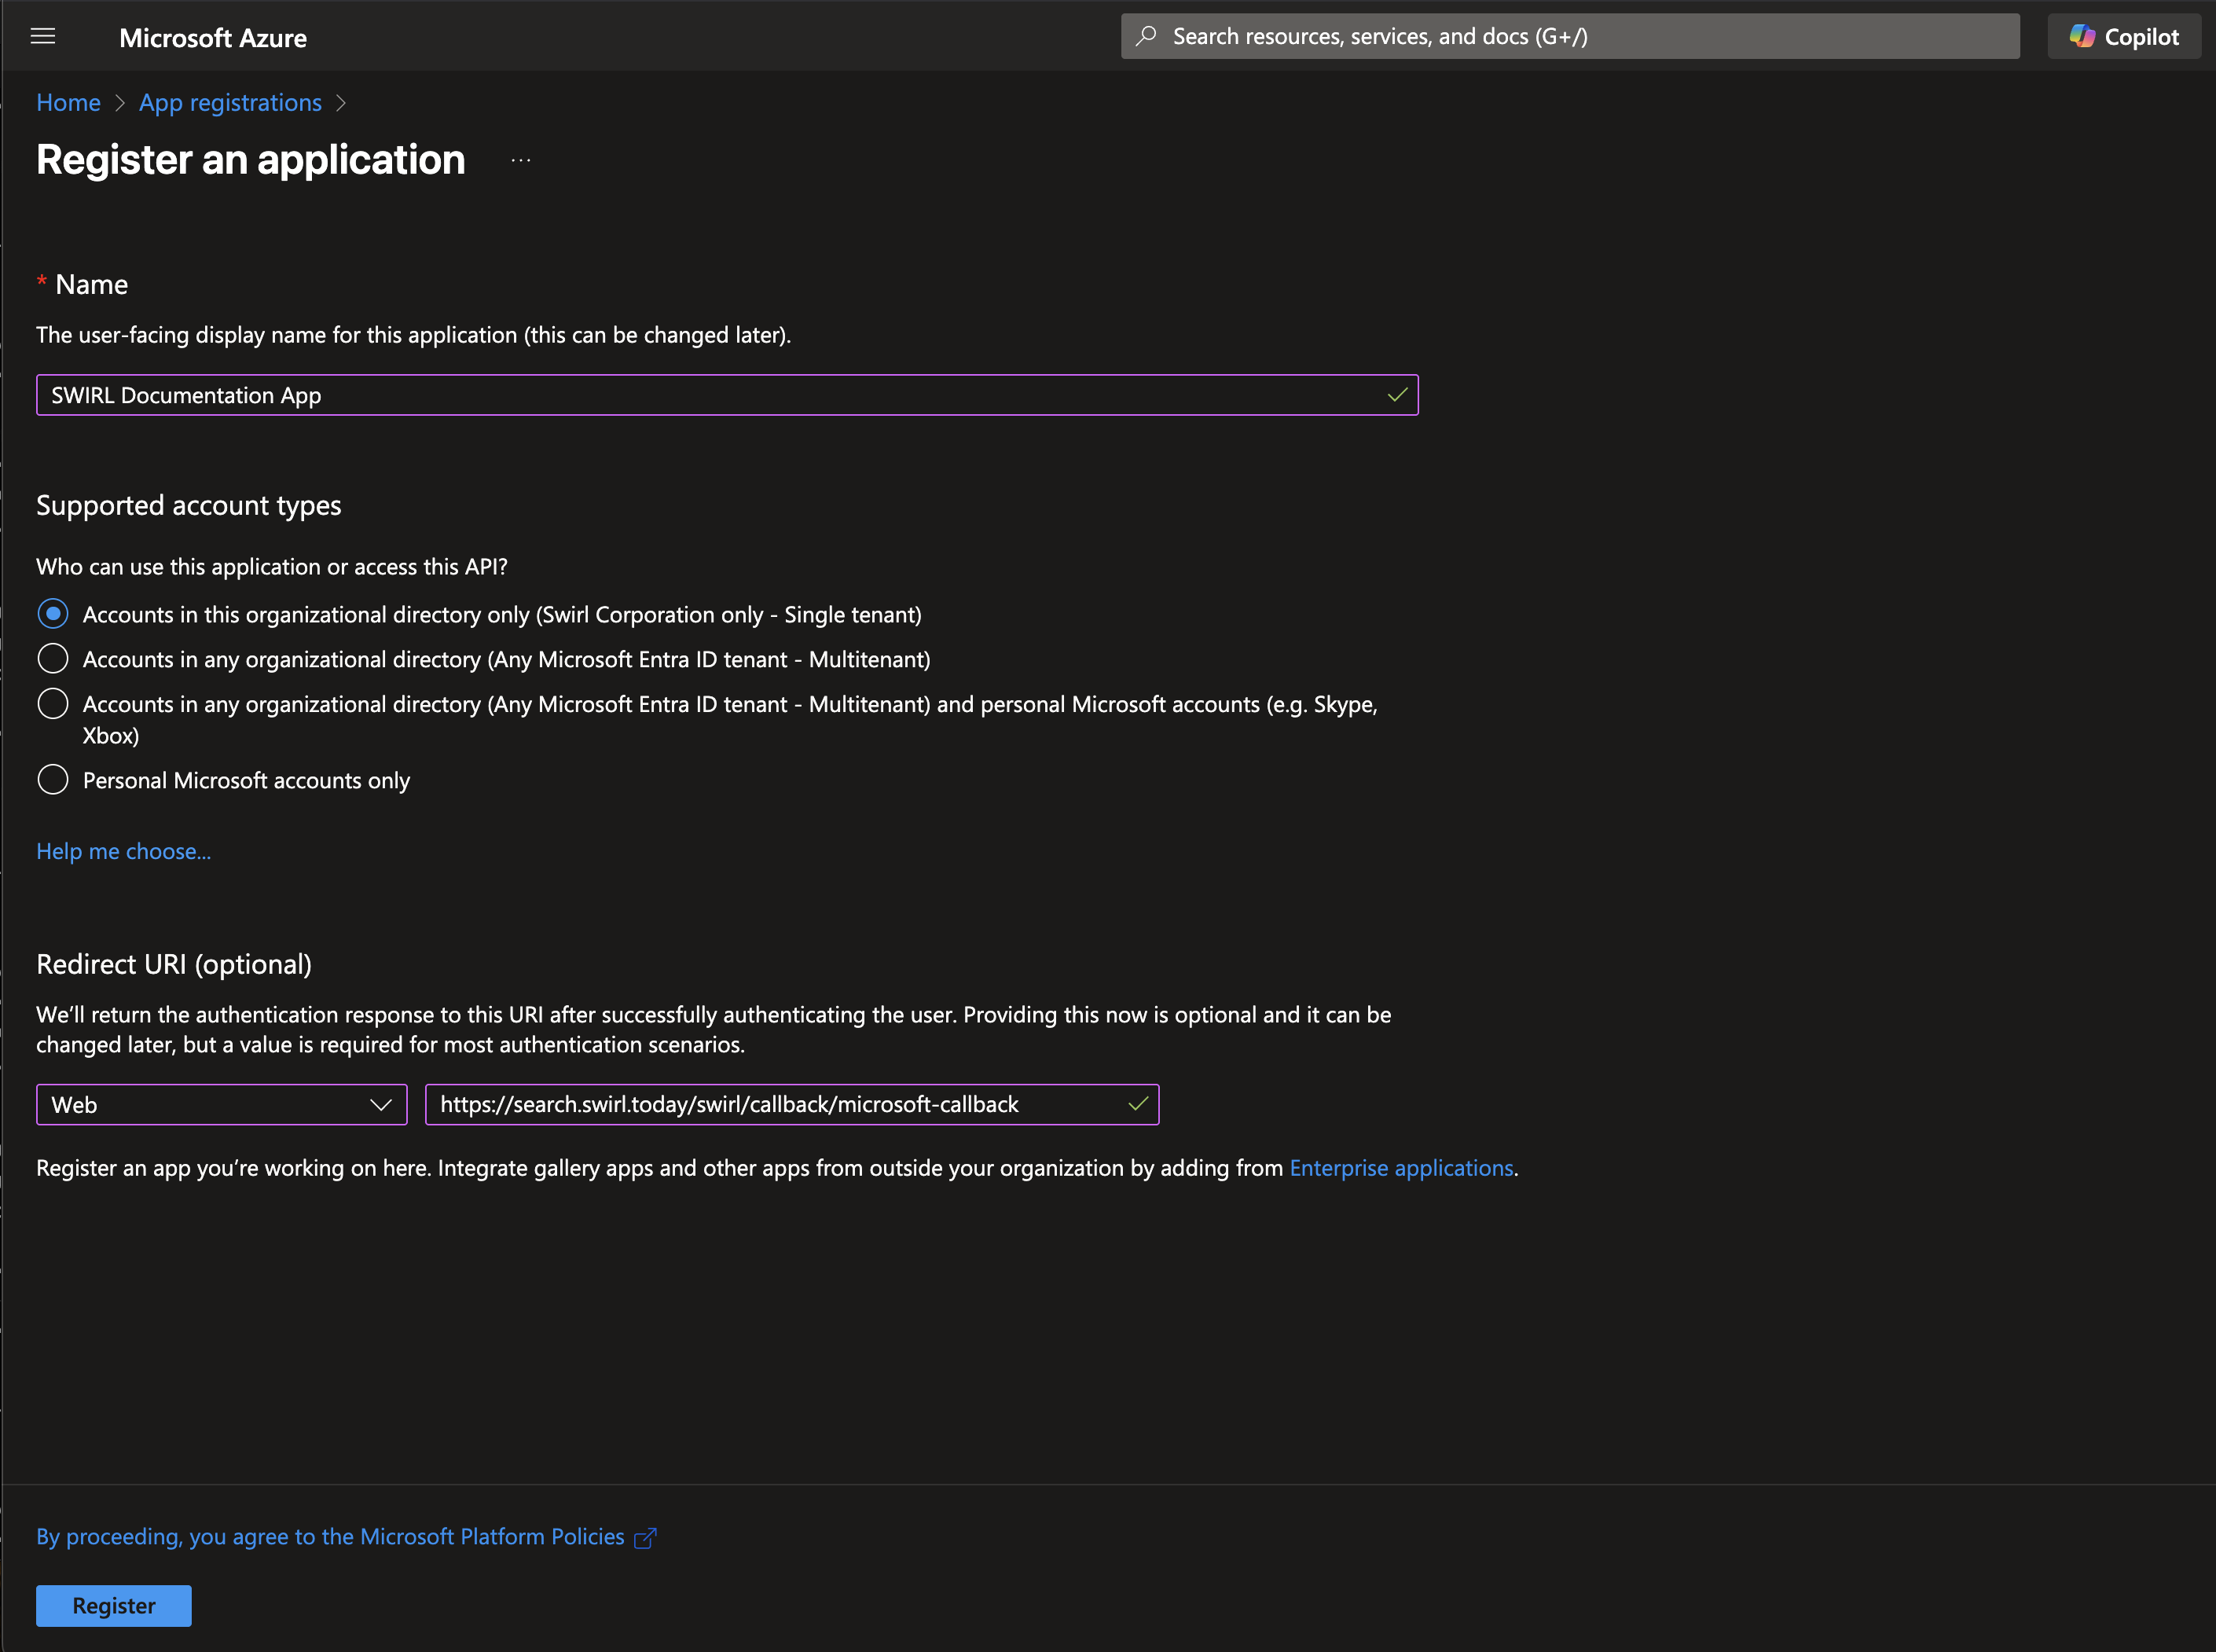 Microsoft Azure
Search resources, services, and docs (G+/)
Copilot
Home > App registrations >
Register an application ...
* Name
The user-facing display name for this application (this can be changed later).
SWIRL Documentation App
Supported account types
Who can use this application or access this API?
Accounts in this organizational directory only (Swirl Corporation only - Single tenant)
Accounts in any organizational directory (Any Microsoft Entra ID tenant - Multitenant)
Accounts in any organizational directory (Any Microsoft Entra ID tenant - Multitenant) and personal Microsoft accounts (e.g. Skype,
Xbox)
Personal Microsoft accounts only
Help me choose...
Redirect URI (optional)
We’ll return the authentication response to this URI after successfully authenticating the user. Providing this now is optional and it can be
changed later, but a value is required for most authentication scenarios.
Web
https://search.swirl.today/swirl/callback/microsoft-callback
Register an app you’re working on here. Integrate gallery apps and other apps from outside your organization by adding from Enterprise applications.
By proceeding, you agree to the Microsoft Platform Policies
Register